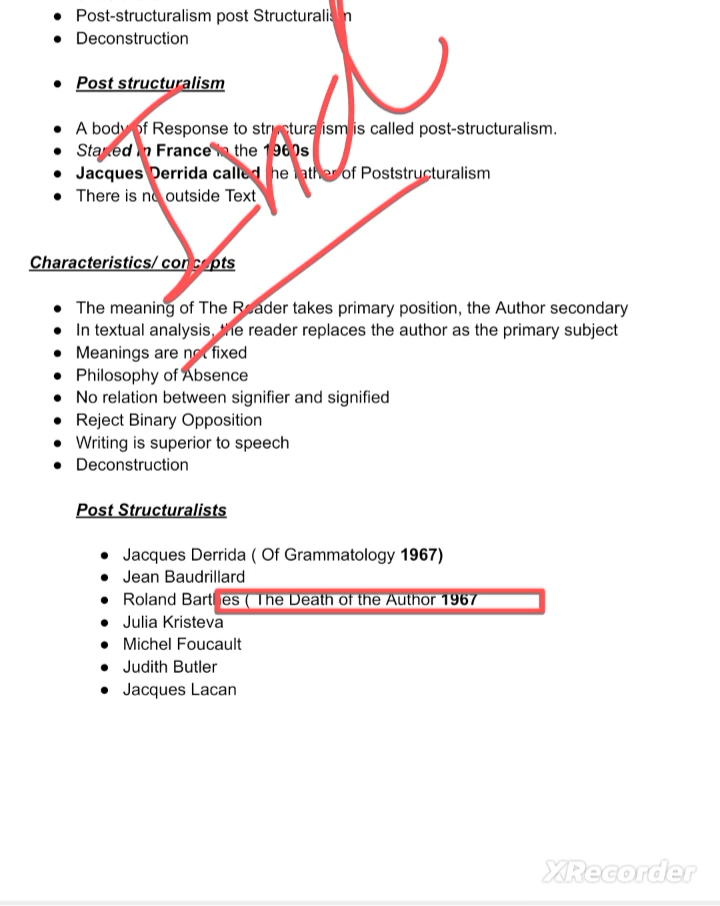 • Post-structuralism post Structuralism
• Deconstruction
• Post structuralism
• A body of Response to structuralism is called post-structuralism.
• Started in France in the 1960s
• Jacques Derrida called the father of Poststructuralism
• There is no outside Text
Characteristics/ concepts
• The meaning of The Reader takes primary position, the Author secondary
• In textual analysis, the reader replaces the author as the primary subject
• Meanings are not fixed
• Philosophy of Absence
• No relation between signifier and signified
• Reject Binary Opposition
• Writing is superior to speech
• Deconstruction
Post Structuralists
• Jacques Derrida ( Of Grammatology 1967)
• Jean Baudrillard
• Roland Barthes ( The Death of the Author 1967
• Julia Kristeva
• Michel Foucault
• Judith Butler
• Jacques Lacan
XRecorder